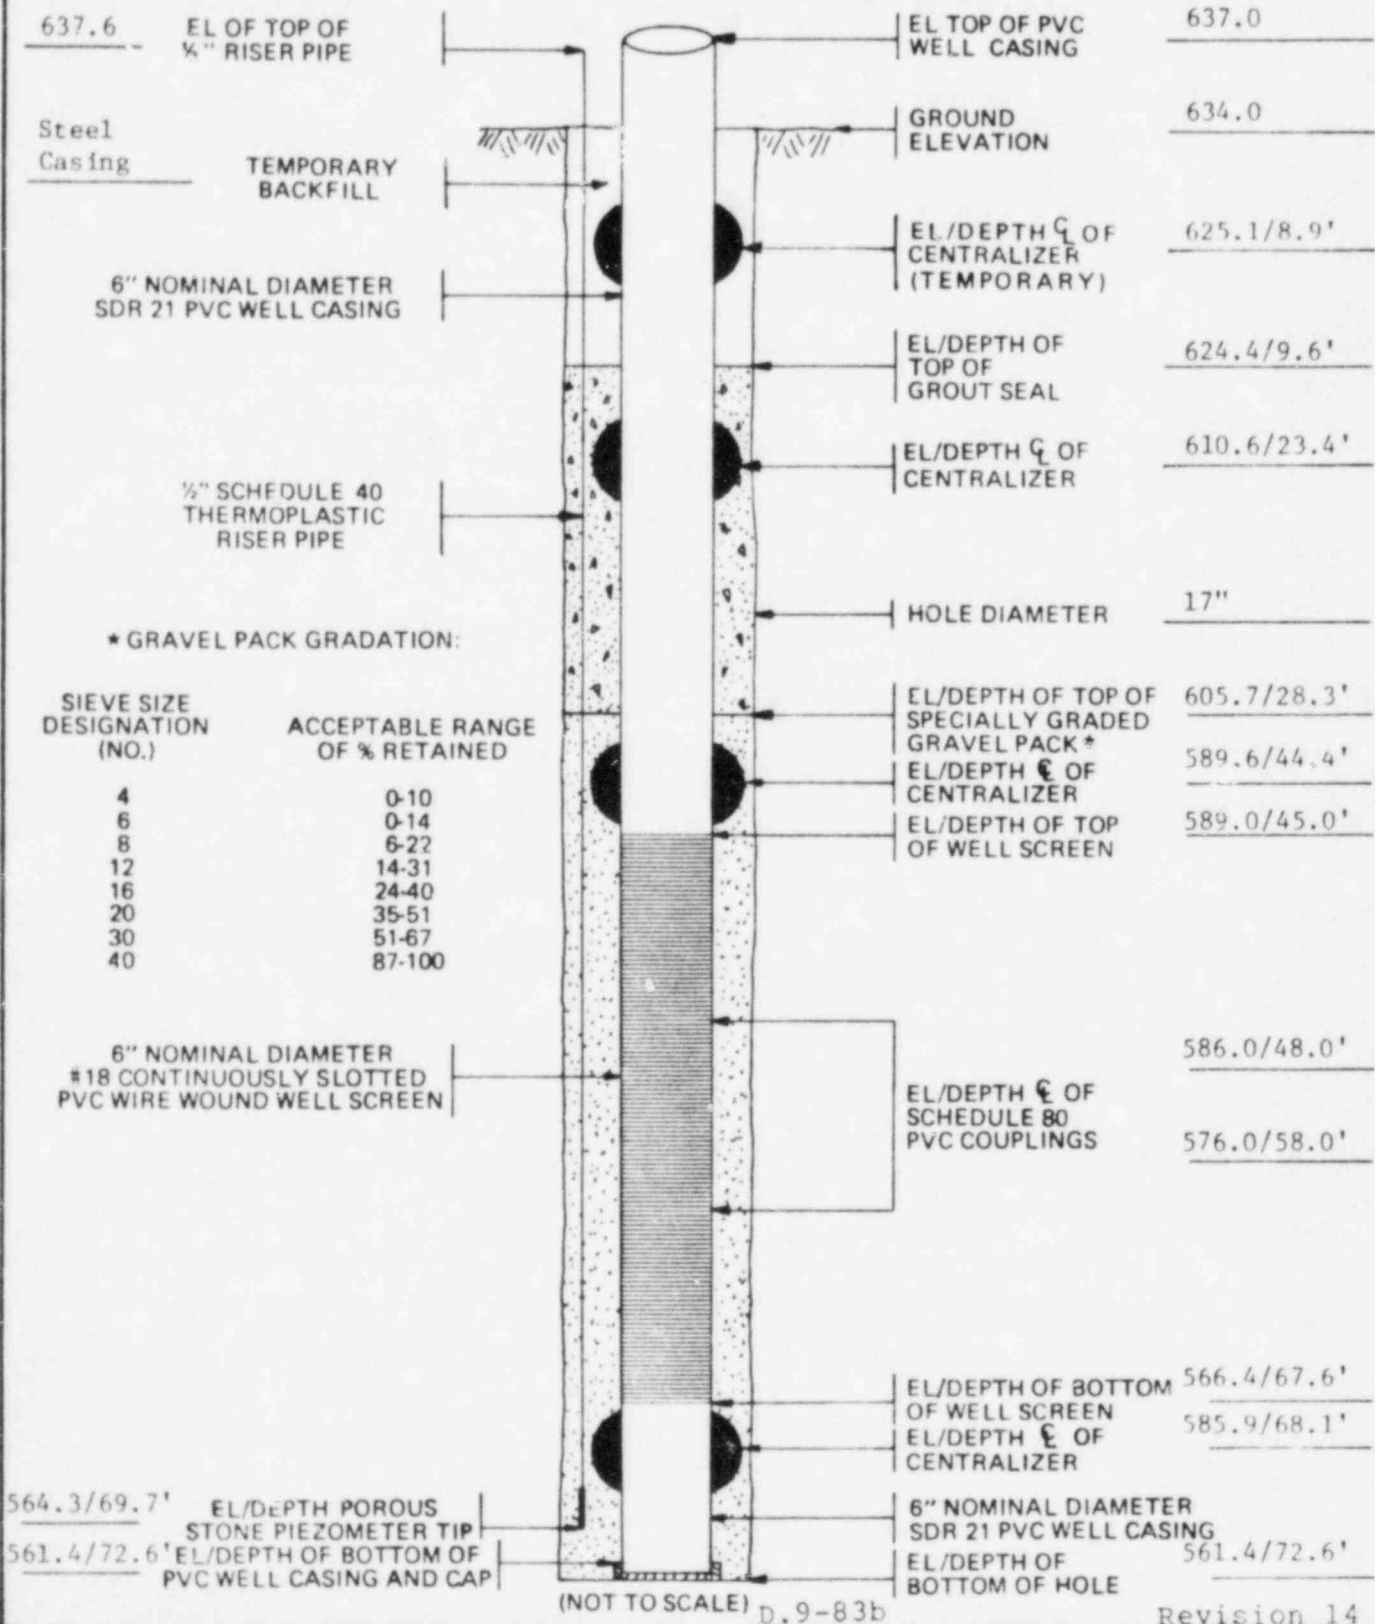 637.6 EL OF TOP OF
½" RISER PIPE
Steel
Casing
TEMPORARY
BACKFILL
6" NOMINAL DIAMETER
SDR 21 PVC WELL CASING
½" SCHEDULE 40
THERMOPLASTIC
RISER PIPE
* GRAVEL PACK GRADATION:
SIEVE SIZE
DESIGNATION
(NO.)
ACCEPTABLE RANGE
OF % RETAINED
4 0-10
6 0-14
8 6-22
12 14-31
16 24-40
20 35-51
30 51-67
40 87-100
6" NOMINAL DIAMETER
#18 CONTINUOUSLY SLOTTED
PVC WIRE WOUND WELL SCREEN
564.3/69.7' EL/DEPTH POROUS
STONE PIEZOMETER TIP
561.4/72.6' EL/DEPTH OF BOTTOM OF
PVC WELL CASING AND CAP
EL TOP OF PVC 637.0
WELL CASING
GROUND 634.0
ELEVATION
EL/DEPTH ℄ OF 625.1/8.9'
CENTRALIZER
(TEMPORARY)
EL/DEPTH OF 624.4/9.6'
TOP OF
GROUT SEAL
EL/DEPTH ℄ OF 610.6/23.4'
CENTRALIZER
HOLE DIAMETER 17"
EL/DEPTH OF TOP OF 605.7/28.3'
SPECIALLY GRADED
GRAVEL PACK *
EL/DEPTH ℄ OF 589.6/44.4'
CENTRALIZER
EL/DEPTH OF TOP 589.0/45.0'
OF WELL SCREEN
586.0/48.0'
EL/DEPTH ℄ OF
SCHEDULE 80
PVC COUPLINGS 576.0/58.0'
EL/DEPTH OF BOTTOM 566.4/67.6'
OF WELL SCREEN
EL/DEPTH ℄ OF 585.9/68.1'
CENTRALIZER
6" NOMINAL DIAMETER
SDR 21 PVC WELL CASING
EL/DEPTH OF 561.4/72.6'
BOTTOM OF HOLE
(NOT TO SCALE) D.9-83b Revision 14